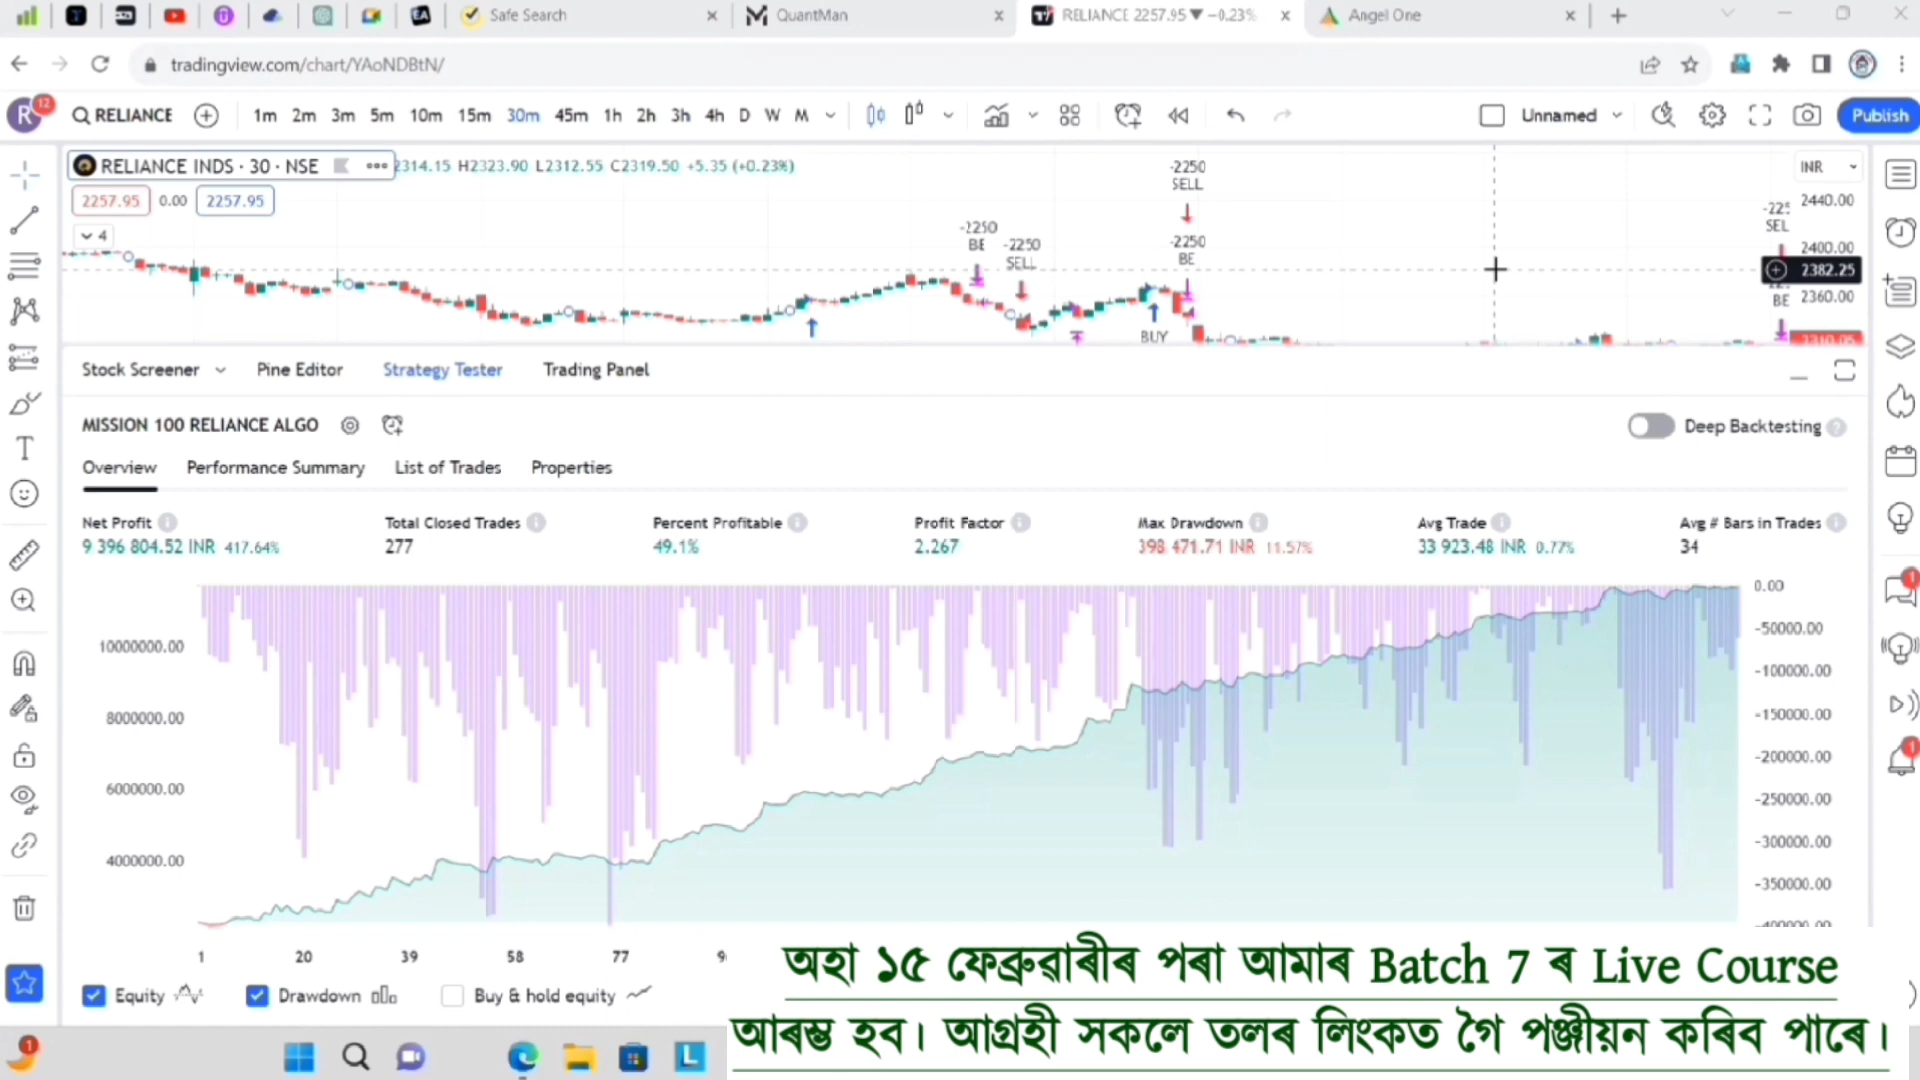 Safe Search
QuantMan
RELIANCE 2257.95 ▼ −0.23%
Angel One
tradingview.com/chart/YAoNDBtN/
R 12
RELIANCE
1m 2m 3m 5m 10m 15m 30m 45m 1h 2h 3h 4h D W M
Unnamed
Publish
RELIANCE INDS · 30 · NSE
2314.15 H2323.90 L2312.55 C2319.50 +5.35 (+0.23%)
INR
2257.95 0.00 2257.95
4
-2250
SELL
-2250
BE
-2250
SELL
-2250
BE
BUY
SEL
BE
2440.00
2400.00
2382.25
2360.00
Stock Screener Pine Editor Strategy Tester Trading Panel
MISSION 100 RELIANCE ALGO
Deep Backtesting
Overview Performance Summary List of Trades Properties
Net Profit Total Closed Trades Percent Profitable Profit Factor Max Drawdown Avg Trade Avg # Bars in Trades
9 396 804.52 INR 417.64% 277 49.1% 2.267 398 471.71 INR 11.57% 33 923.48 INR 0.77% 34
10000000.00
8000000.00
6000000.00
4000000.00
0.00
-50000.00
-100000.00
-150000.00
-200000.00
-250000.00
-300000.00
-350000.00
1 20 39 58 77
Equity Drawdown Buy & hold equity
অহা ১৫ ফেব্ৰুৱাৰীৰ পৰা আমাৰ Batch 7 ৰ Live Course
আৰম্ভ হব। আগ্ৰহী সকলে তলৰ লিংকত গৈ পঞ্জীয়ন কৰিব পাৰে।